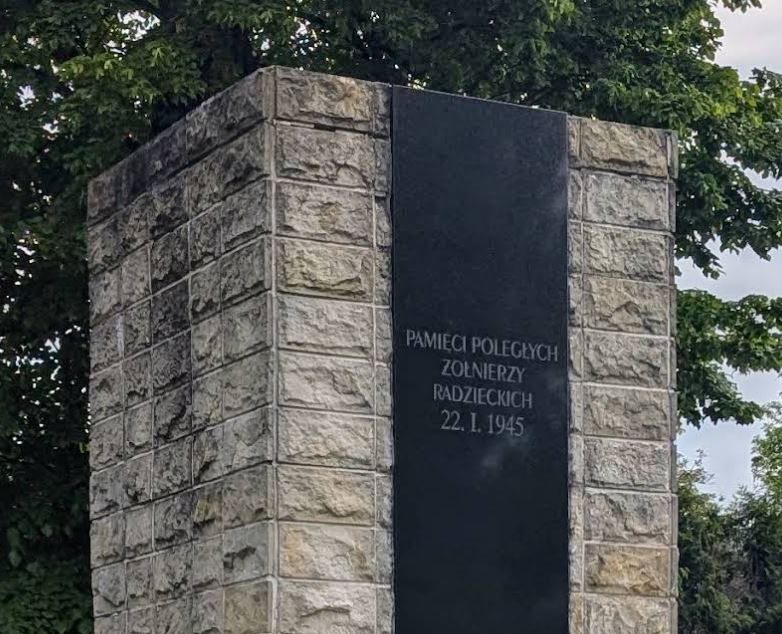 PAMIĘCI POLEGŁYCH
ŻOŁNIERZY
RADZIECKICH
22. I. 1945